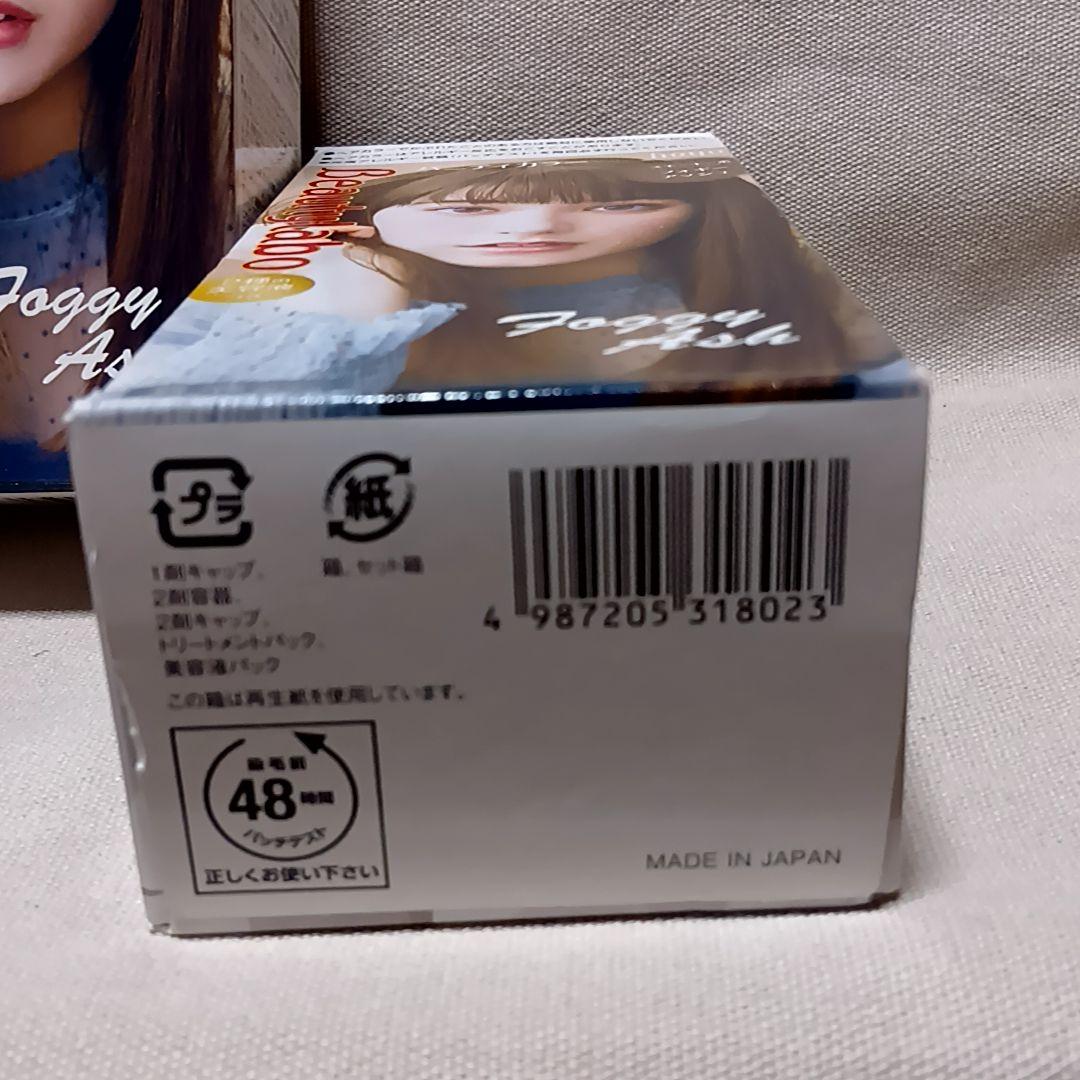 Foggy
Beautylabo
Foggy
Ash
プラ
紙
1剤キャップ、
箱、セット箱
2剤容器、
2剤キャップ、
トリートメントパック、
美容液パック
この箱は再生紙を使用しています。
4 987205 318023
染毛前
48時間
パッチテスト
正しくお使い下さい
MADE IN JAPAN